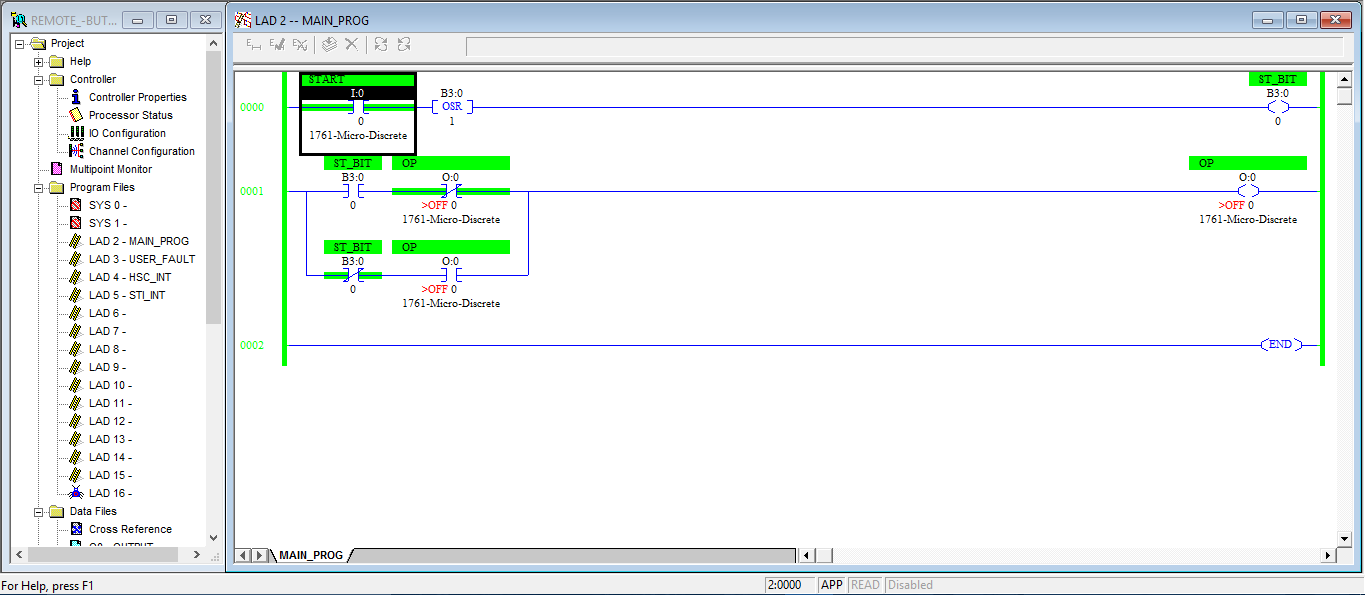 REMOTE_-BUT...
Project
Help
Controller
Controller Properties
Processor Status
IO Configuration
Channel Configuration
Multipoint Monitor
Program Files
SYS 0 -
SYS 1 -
LAD 2 - MAIN_PROG
LAD 3 - USER_FAULT
LAD 4 - HSC_INT
LAD 5 - STI_INT
LAD 6 -
LAD 7 -
LAD 8 -
LAD 9 -
LAD 10 -
LAD 11 -
LAD 12 -
LAD 13 -
LAD 14 -
LAD 15 -
LAD 16 -
Data Files
Cross Reference
LAD 2 -- MAIN_PROG
START
ST_BIT
I:0
B3:0
B3:0
0000
OSR
0
1
0
1761-Micro-Discrete
ST_BIT
OP
OP
B3:0
O:0
O:0
0001
0
>OFF 0
>OFF 0
1761-Micro-Discrete
1761-Micro-Discrete
ST_BIT
OP
B3:0
O:0
0
>OFF 0
1761-Micro-Discrete
0002
END
MAIN_PROG
For Help, press F1
2:0000
APP
READ
Disabled